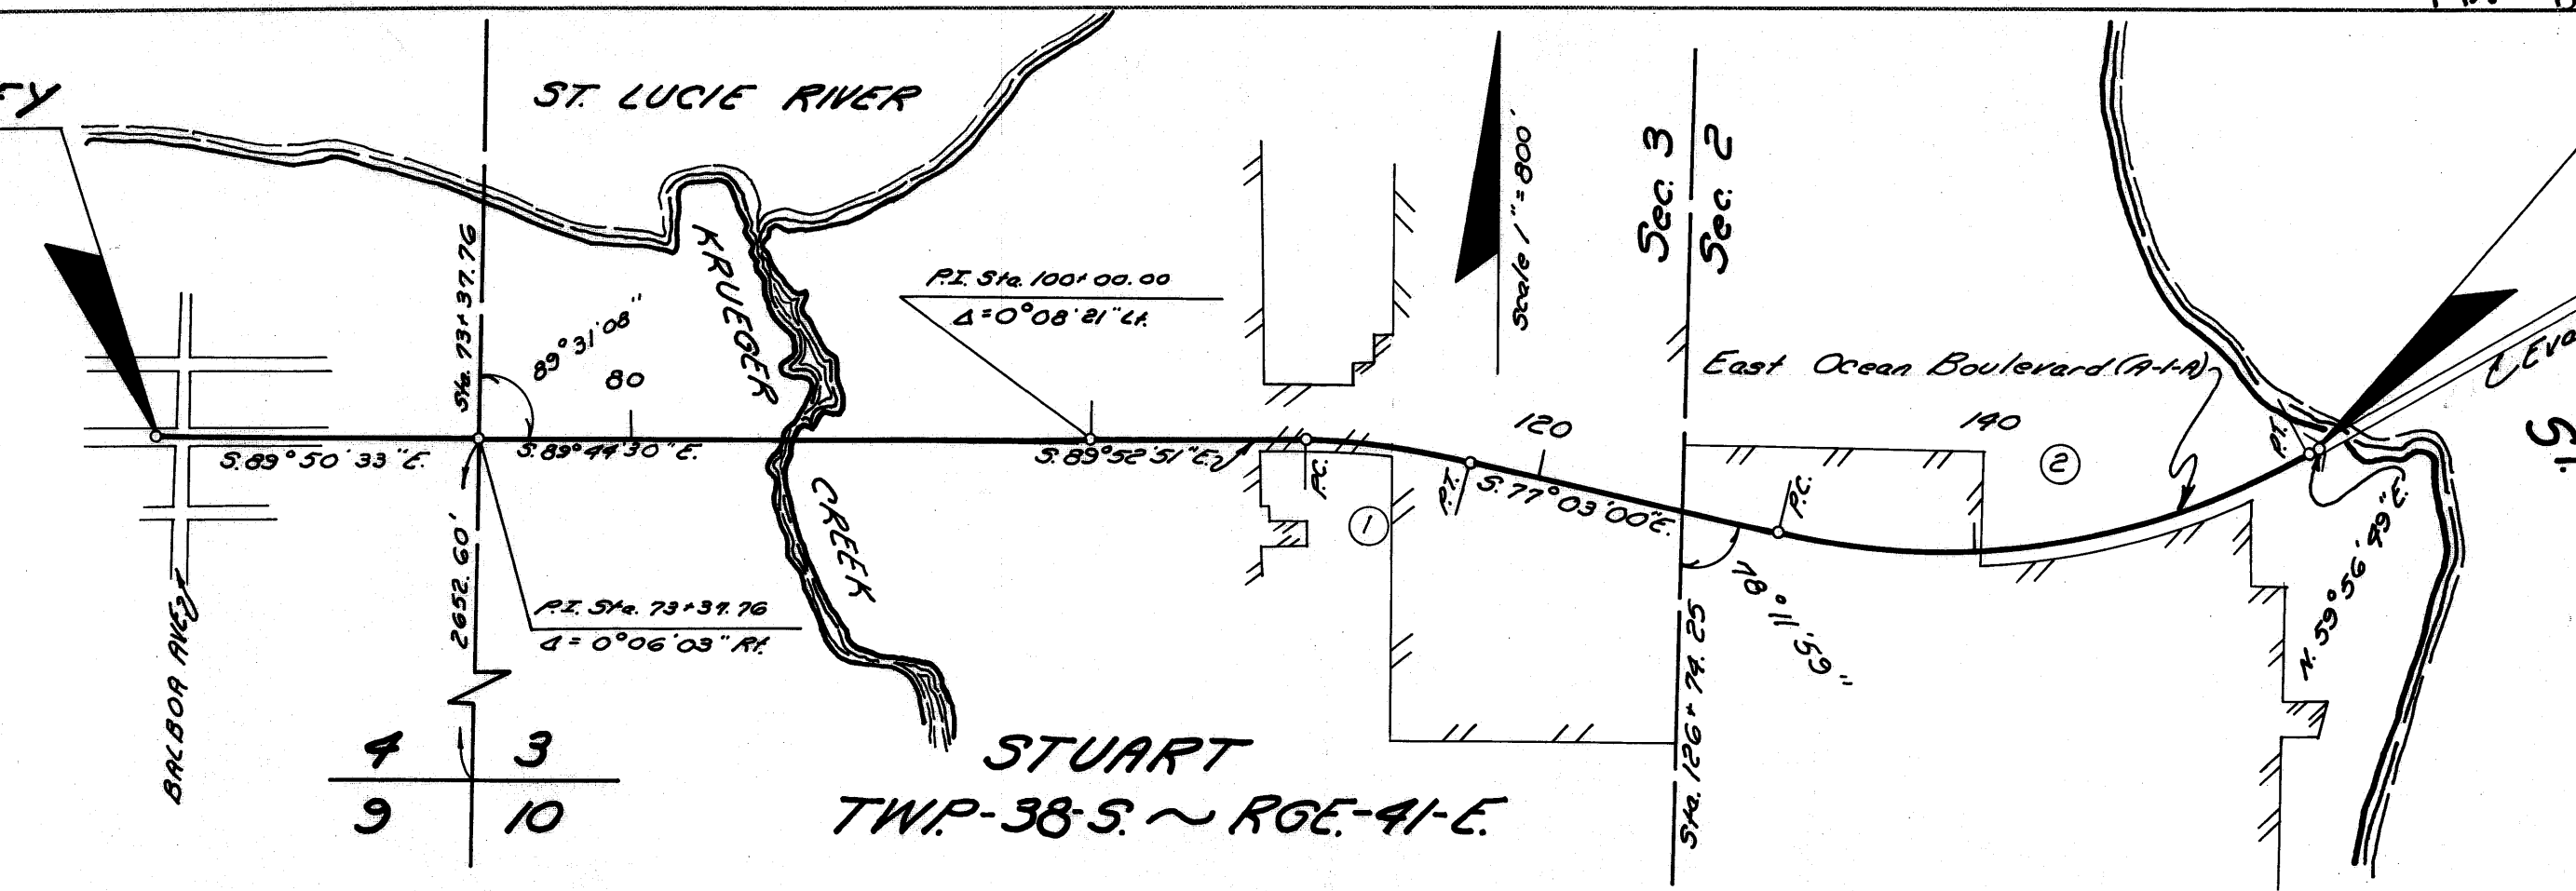 EY
ST. LUCIE RIVER
Sta. 73+37.76
89°31'08"
80
KRUEGER
CREEK
P.I. Sta. 100+00.00
Δ=0°08'21"Lt.
Scale 1"=800'
Sec. 3
Sec. 2
East Ocean Boulevard (A-1-A)
120
140
2
1
P.T.
℄ Eva
S.
S.89°50'33"E.
S.89°44'30"E.
S.89°52'51"E.
P.C.
P.T.
S.77°03'00"E.
P.C.
N.59°56'49"E.
2652.60'
P.I. Sta. 73+37.76
Δ=0°06'03"Rt.
BALBOA AVE.
Sta. 126+74.25
4
3
9
10
STUART
TWP.-38-S. ~ RGE.-41-E.